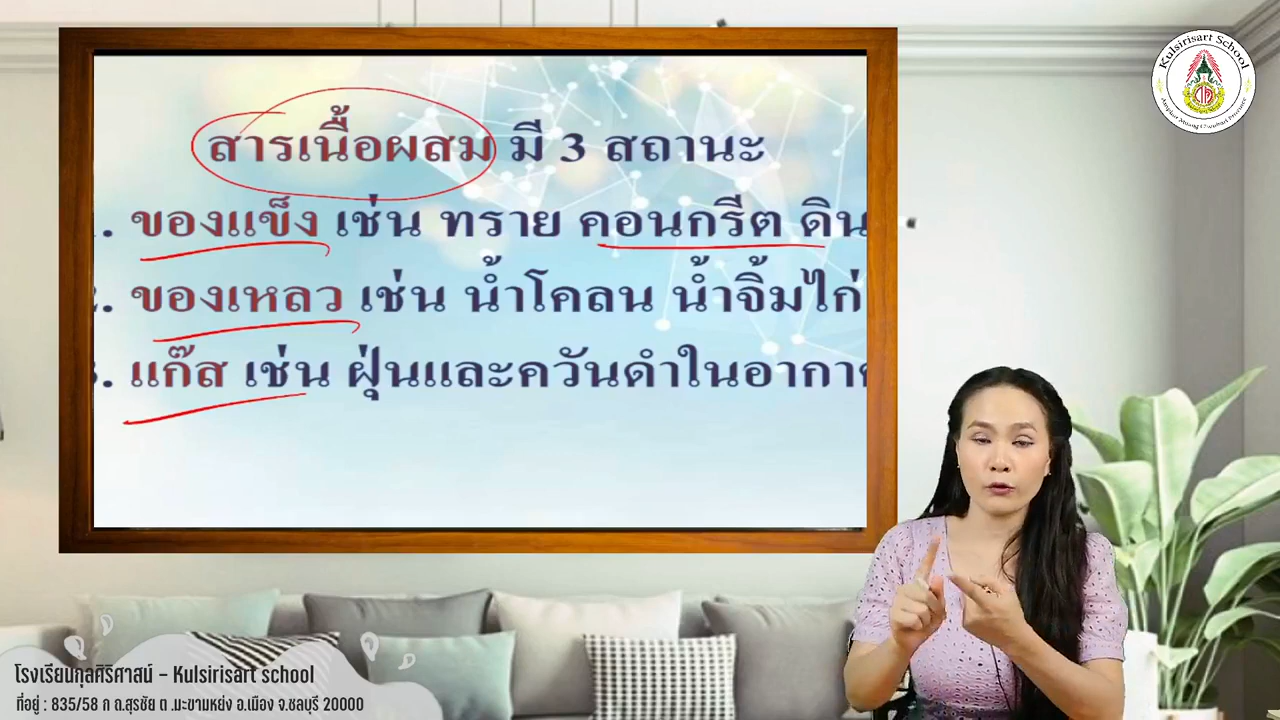 สารเนื้อผสม มี 3 สถานะ
1. ของแข็ง เช่น ทราย คอนกรีต ดิน
2. ของเหลว เช่น น้ำโคลน น้ำจิ้มไก่
3. แก๊ส เช่น ฝุ่นและควันดำในอากาศ
Kulsirisart School
โรงเรียนกุลศิริศาสน์ - Kulsirisart school
ที่อยู่ : 835/58 ก ถ.สุรชัย ต .มะขามหย่ง อ.เมือง จ.ชลบุรี 20000